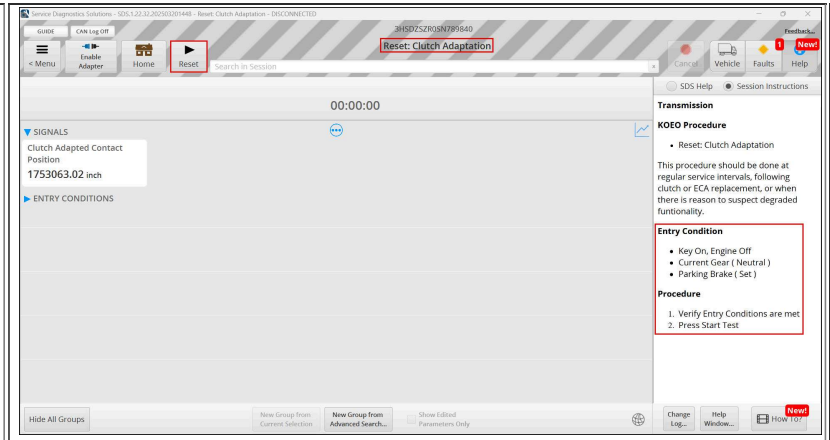 Service Diagnostics Solutions - SDS.1.22.32.202503201448 - Reset: Clutch Adaptation - DISCONNECTED
GUIDE
CAN Log Off
3HSDZSZR0SN789840
Feedback...
Reset: Clutch Adaptation
< Menu
Enable
Adapter
Home
Reset
Search in Session
Cancel
Vehicle
1
Faults
New!
Help
SDS Help
Session Instructions
00:00:00
SIGNALS
Clutch Adapted Contact
Position
1753063.02 inch
ENTRY CONDITIONS
Transmission
KOEO Procedure
• Reset: Clutch Adaptation
This procedure should be done at
regular service intervals, following
clutch or ECA replacement, or when
there is reason to suspect degraded
funtionality.
Entry Condition
• Key On, Engine Off
• Current Gear ( Neutral )
• Parking Brake ( Set )
Procedure
1. Verify Entry Conditions are met
2. Press Start Test
Hide All Groups
New Group from
Current Selection
New Group from
Advanced Search...
Show Edited
Parameters Only
Change
Log...
Help
Window...
How To?
New!